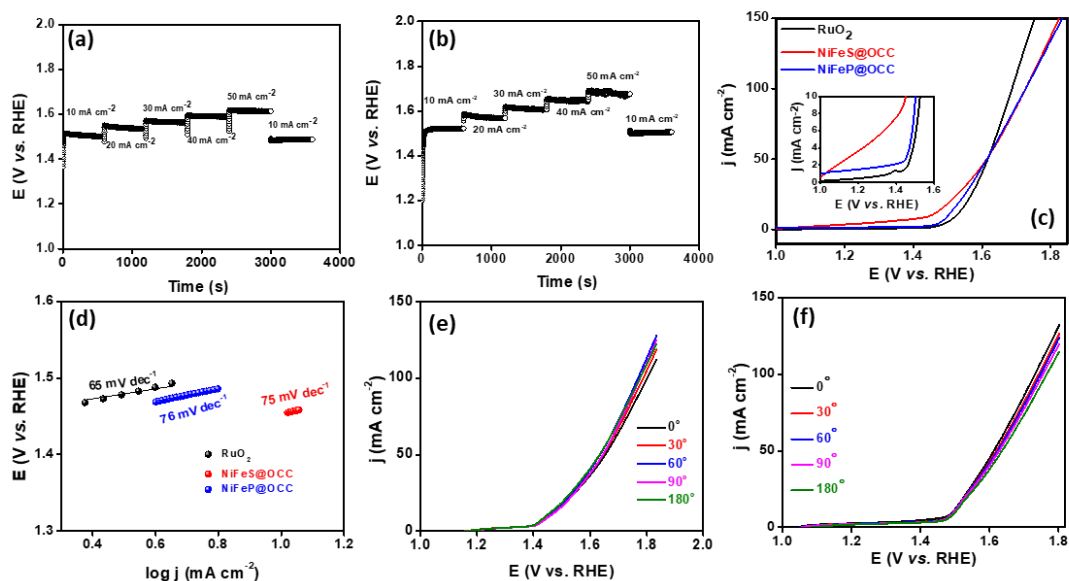 (a)
E (V vs. RHE)
2.0
1.8
1.6
1.4
1.2
1.0
10 mA cm-2
20 mA cm-2
30 mA cm-2
40 mA cm-2
50 mA cm-2
10 mA cm-2
0
1000
2000
3000
4000
Time (s)
(b)
E (V vs. RHE)
2.0
1.8
1.6
1.4
1.2
1.0
10 mA cm-2
20 mA cm-2
30 mA cm-2
40 mA cm-2
50 mA cm-2
10 mA cm-2
0
1000
2000
3000
4000
Time (s)
(c)
j (mA cm-2)
150
100
50
0
RuO2
NiFeS@OCC
NiFeP@OCC
j (mA cm-2)
10
8
6
4
2
0
1.0
1.2
1.4
1.6
E (V vs. RHE)
1.0
1.2
1.4
1.6
1.8
E (V vs. RHE)
(d)
E (V vs. RHE)
1.6
1.5
1.4
1.3
65 mV dec-1
76 mV dec-1
75 mV dec-1
RuO2
NiFeS@OCC
NiFeP@OCC
0.4
0.6
0.8
1.0
1.2
log j (mA cm-2)
(e)
j (mA cm-2)
150
100
50
0
0°
30°
60°
90°
180°
1.0
1.2
1.4
1.6
1.8
2.0
E (V vs. RHE)
(f)
j (mA cm-2)
150
100
50
0
0°
30°
60°
90°
180°
1.0
1.2
1.4
1.6
1.8
E (V vs. RHE)